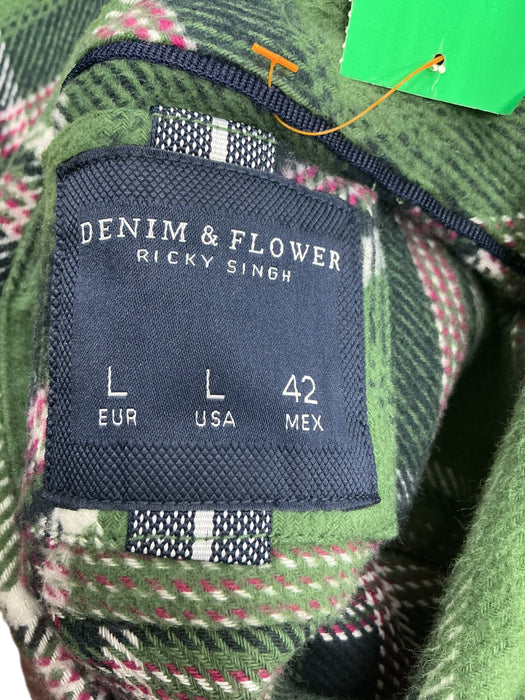 DENIM & FLOWER
RICKY SINGH
L L 42
EUR USA MEX